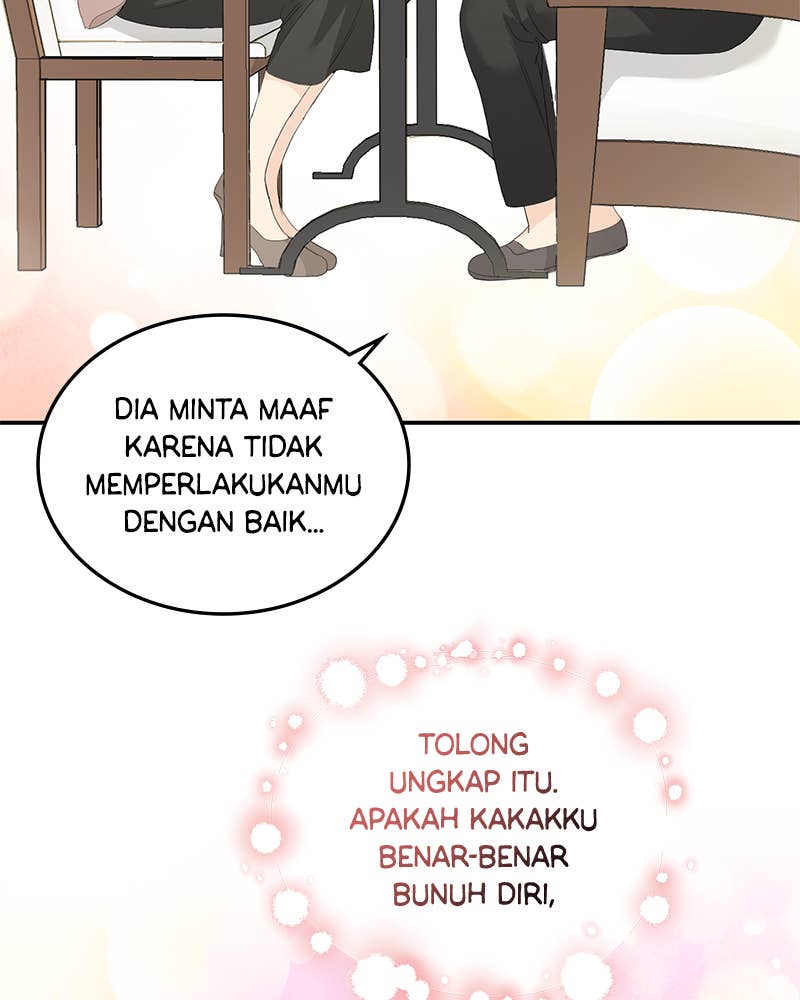 DIA MINTA MAAF
KARENA TIDAK
MEMPERLAKUKANMU
DENGAN BAIK...
TOLONG
UNGKAP ITU.
APAKAH KAKAKKU
BENAR-BENAR
BUNUH DIRI,